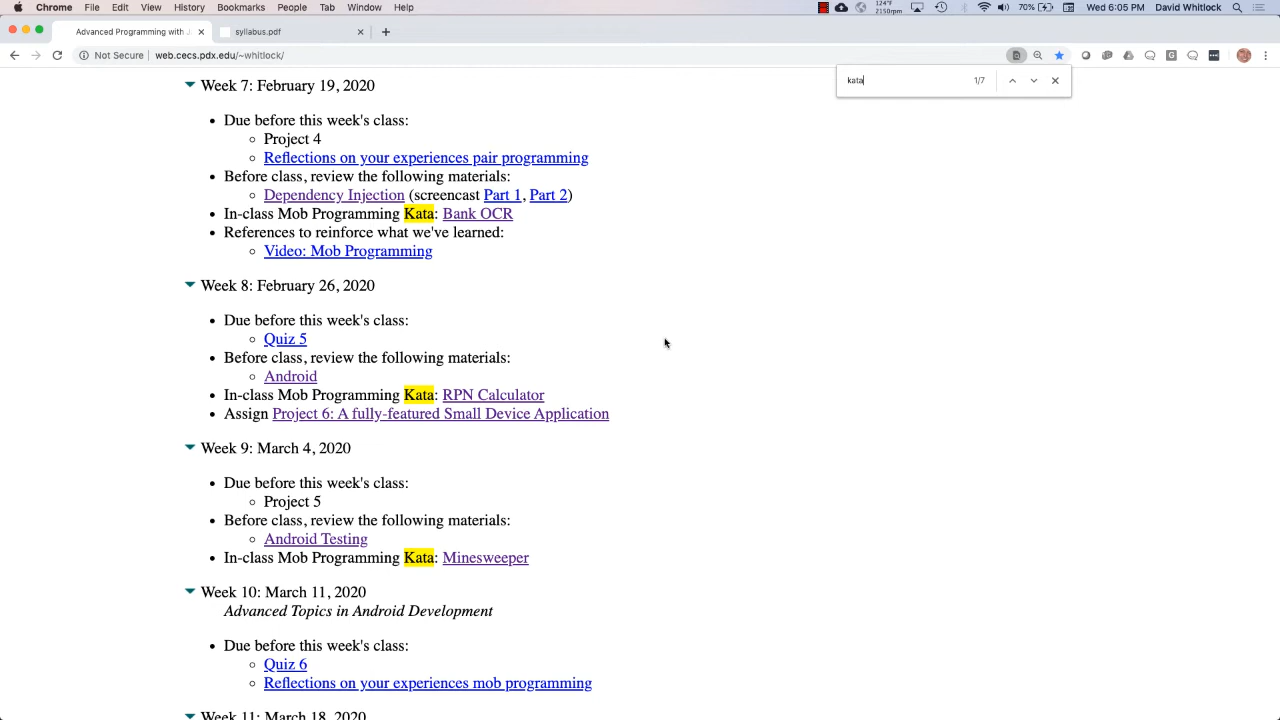 Chrome File Edit View History Bookmarks People Tab Window Help 124°F 2150rpm 70% Wed 6:05 PM David Whitlock
Advanced Programming with J syllabus.pdf
Not Secure web.cecs.pdx.edu/~whitlock/
kata 1/7
Week 7: February 19, 2020
Due before this week's class:
Project 4
Reflections on your experiences pair programming
Before class, review the following materials:
Dependency Injection (screencast Part 1, Part 2)
In-class Mob Programming Kata: Bank OCR
References to reinforce what we've learned:
Video: Mob Programming
Week 8: February 26, 2020
Due before this week's class:
Quiz 5
Before class, review the following materials:
Android
In-class Mob Programming Kata: RPN Calculator
Assign Project 6: A fully-featured Small Device Application
Week 9: March 4, 2020
Due before this week's class:
Project 5
Before class, review the following materials:
Android Testing
In-class Mob Programming Kata: Minesweeper
Week 10: March 11, 2020
Advanced Topics in Android Development
Due before this week's class:
Quiz 6
Reflections on your experiences mob programming
Week 11: March 18, 2020